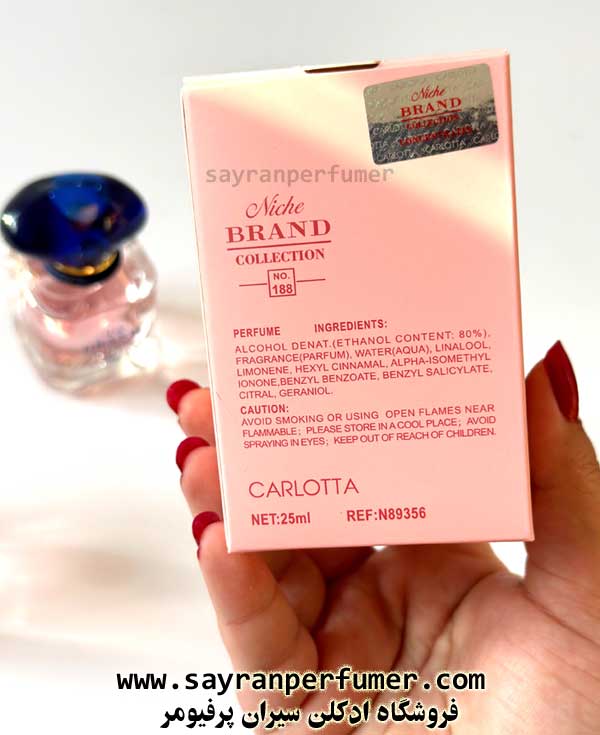 Niche
BRAND
COLLECTION
CARLOTTA
sayranperfumer
Niche
BRAND
COLLECTION
NO.
188
PERFUME INGREDIENTS:
ALCOHOL DENAT.(ETHANOL CONTENT: 80%).
FRAGRANCE(PARFUM), WATER(AQUA), LINALOOL,
LIMONENE, HEXYL CINNAMAL, ALPHA-ISOMETHYL
IONONE,BENZYL BENZOATE, BENZYL SALICYLATE,
CITRAL, GERANIOL.
CAUTION:
AVOID SMOKING OR USING OPEN FLAMES NEAR
FLAMMABLE; PLEASE STORE IN A COOL PLACE; AVOID
SPRAYING IN EYES; KEEP OUT OF REACH OF CHILDREN.
CARLOTTA
NET:25ml REF:N89356
www.sayranperfumer.com
فروشگاه ادکلن سیران پرفیومر